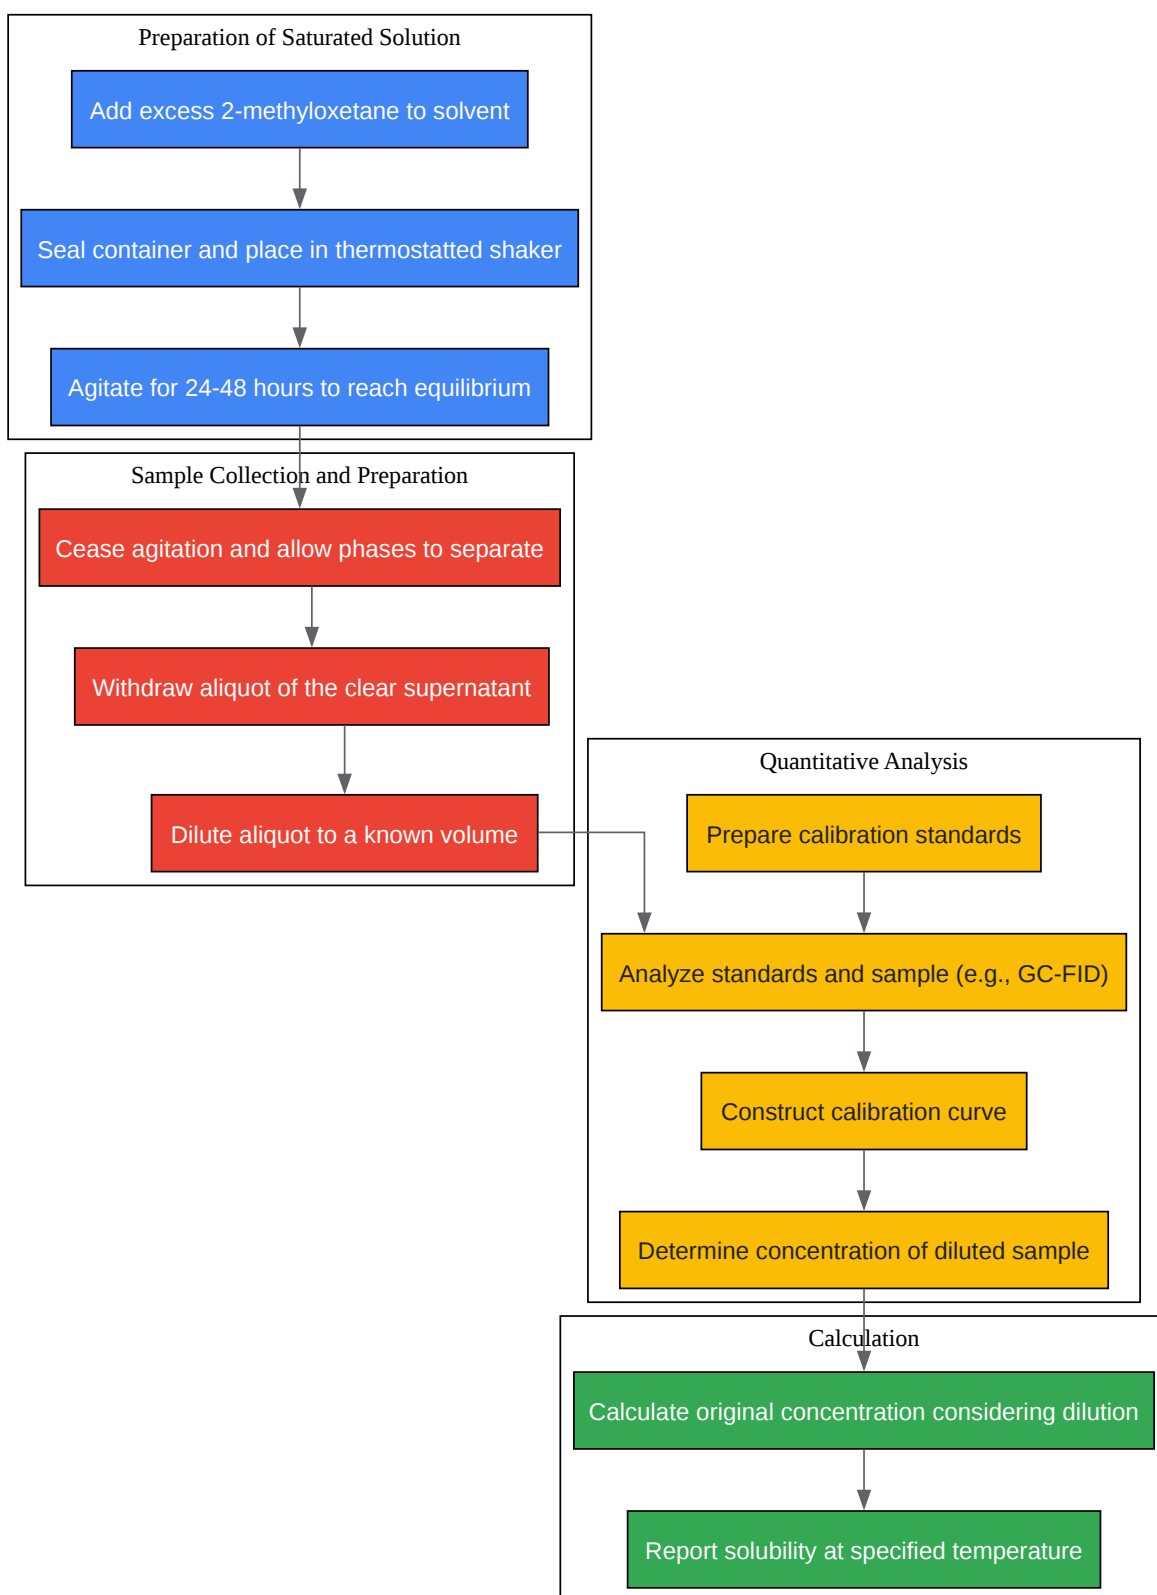 Preparation of Saturated Solution
Add excess 2-methyloxetane to solvent
Seal container and place in thermostatted shaker
Agitate for 24-48 hours to reach equilibrium
Sample Collection and Preparation
Cease agitation and allow phases to separate
Withdraw aliquot of the clear supernatant
Dilute aliquot to a known volume
Quantitative Analysis
Prepare calibration standards
Analyze standards and sample (e.g., GC-FID)
Construct calibration curve
Determine concentration of diluted sample
Calculation
Calculate original concentration considering dilution
Report solubility at specified temperature